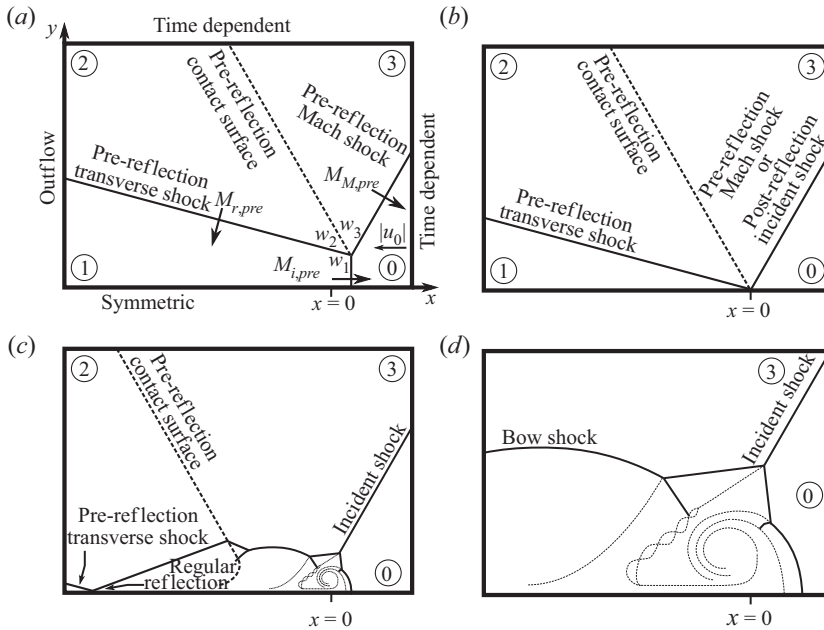 (a)
y
Time dependent
2
3
Pre-reflection
contact surface
Pre-reflection
Mach shock
Outflow
Time dependent
Pre-reflection
transverse shock
M_{r,pre}
M_{M,pre}
w_2
w_3
|u_0|
w_1
1
M_{i,pre}
0
Symmetric
x = 0
x
(b)
2
3
Pre-reflection
contact surface
Pre-reflection
Mach shock
or
Post-reflection
incident shock
Pre-reflection
transverse shock
1
0
x = 0
(c)
2
3
Pre-reflection
contact surface
Incident shock
Pre-reflection
transverse shock
Regular
reflection
0
x = 0
(d)
3
Bow shock
Incident shock
0
x = 0